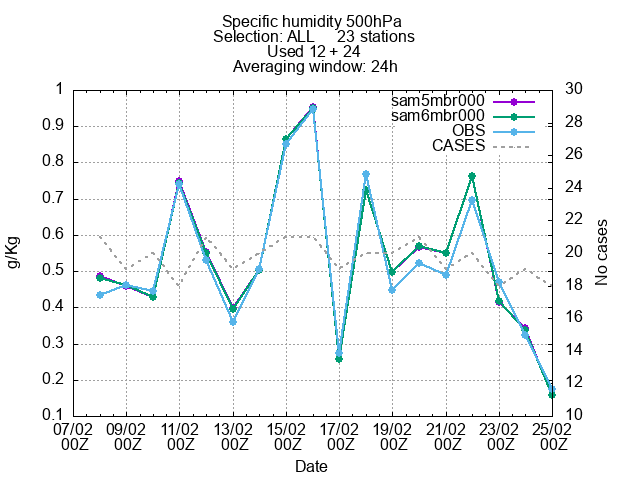 Specific humidity 500hPa
Selection: ALL 23 stations
Used 12 + 24
Averaging window: 24h
sam5mbr000
sam6mbr000
OBS
CASES
g/Kg
1
0.9
0.8
0.7
0.6
0.5
0.4
0.3
0.2
0.1
30
28
26
24
22
20
18
16
14
12
10
No cases
07/02 09/02 11/02 13/02 15/02 17/02 19/02 21/02 23/02 25/02
00Z 00Z 00Z 00Z 00Z 00Z 00Z 00Z 00Z 00Z
Date